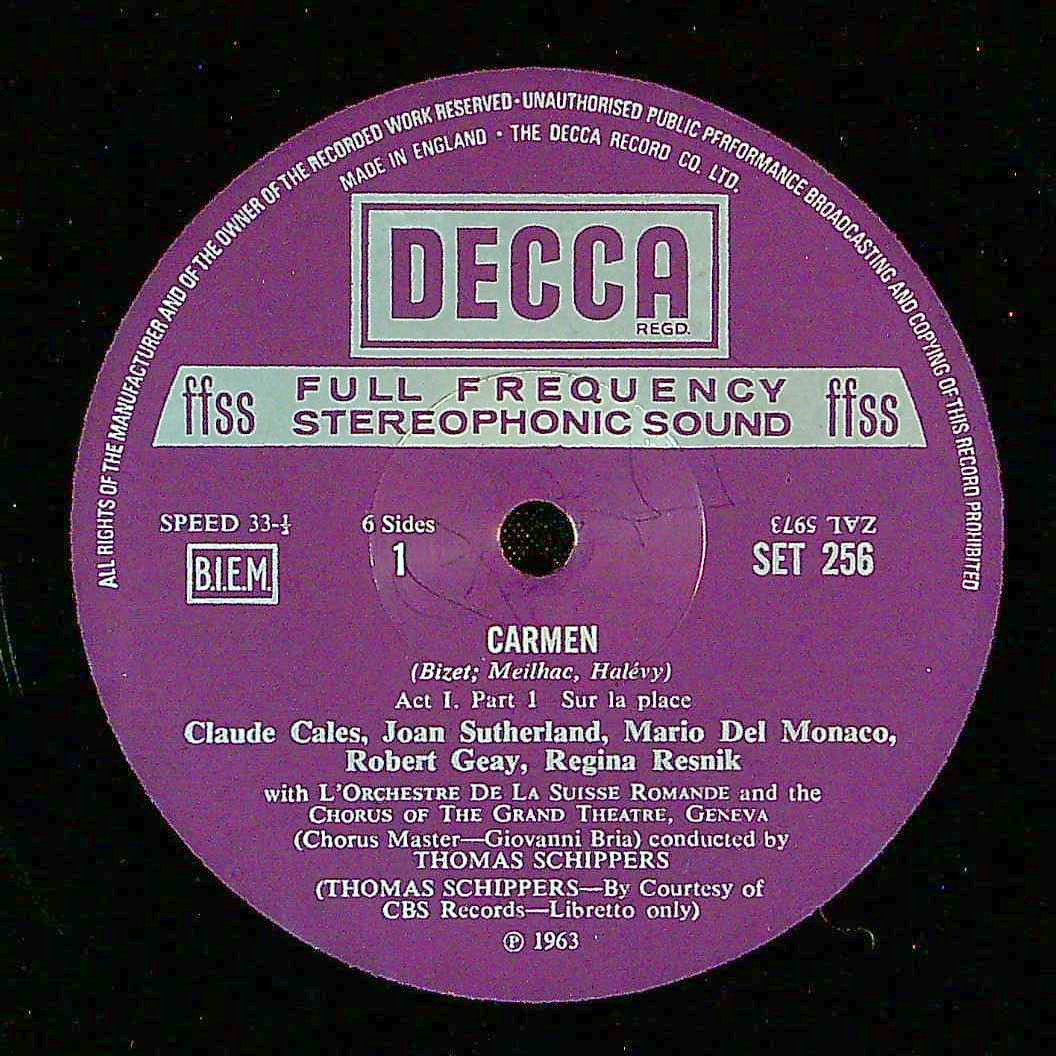 ALL RIGHTS OF THE MANUFACTURER AND OF THE OWNER OF THE RECORDED WORK RESERVED · UNAUTHORISED PUBLIC PERFORMANCE BROADCASTING AND COPYING OF THIS RECORD PROHIBITED
MADE IN ENGLAND · THE DECCA RECORD CO. LTD.
DECCA
REGD.
ffss FULL FREQUENCY STEREOPHONIC SOUND ffss
SPEED 33-⅓
B.I.E.M.
6 Sides
1
ZAL 5973
SET 256
CARMEN
(Bizet; Meilhac, Halévy)
Act I. Part 1 Sur la place
Claude Cales, Joan Sutherland, Mario Del Monaco,
Robert Geay, Regina Resnik
with L'ORCHESTRE DE LA SUISSE ROMANDE and the
CHORUS OF THE GRAND THEATRE, GENEVA
(Chorus Master—Giovanni Bria) conducted by
THOMAS SCHIPPERS
(THOMAS SCHIPPERS—By Courtesy of
CBS Records—Libretto only)
℗ 1963